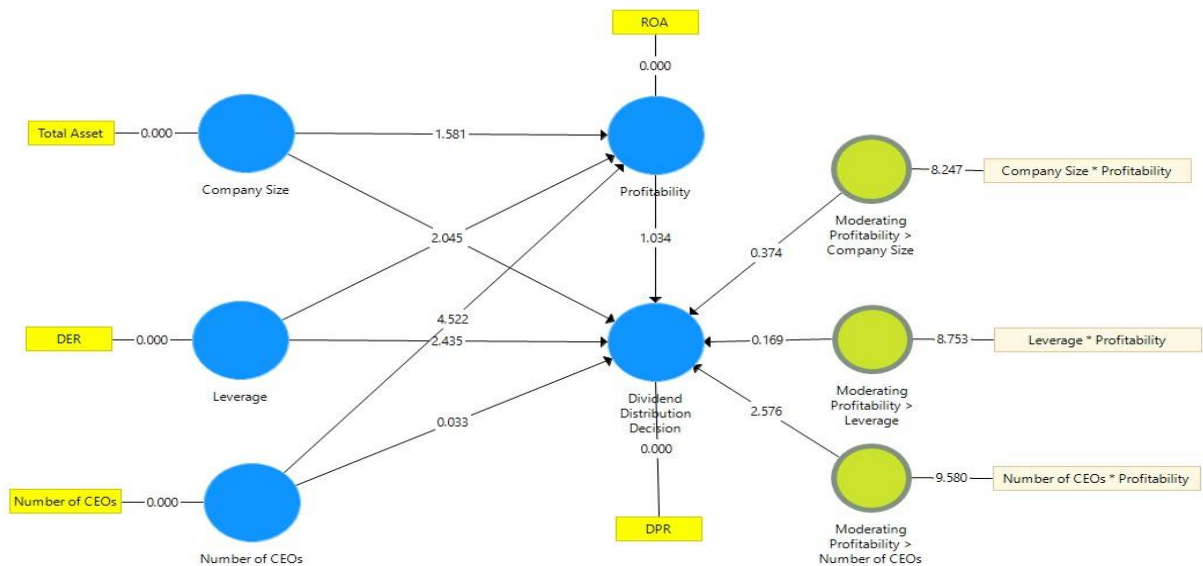 ROA
0.000
Total Asset
0.000
1.581
8.247
Company Size * Profitability
Company Size
Profitability
Moderating
Profitability >
Company Size
2.045
1.034
0.374
4.522
DER
0.000
2.435
0.169
8.753
Leverage * Profitability
Leverage
Dividend
Distribution
Decision
Moderating
Profitability >
Leverage
0.033
2.576
0.000
Number of CEOs
0.000
9.580
Number of CEOs * Profitability
DPR
Number of CEOs
Moderating
Profitability >
Number of CEOs